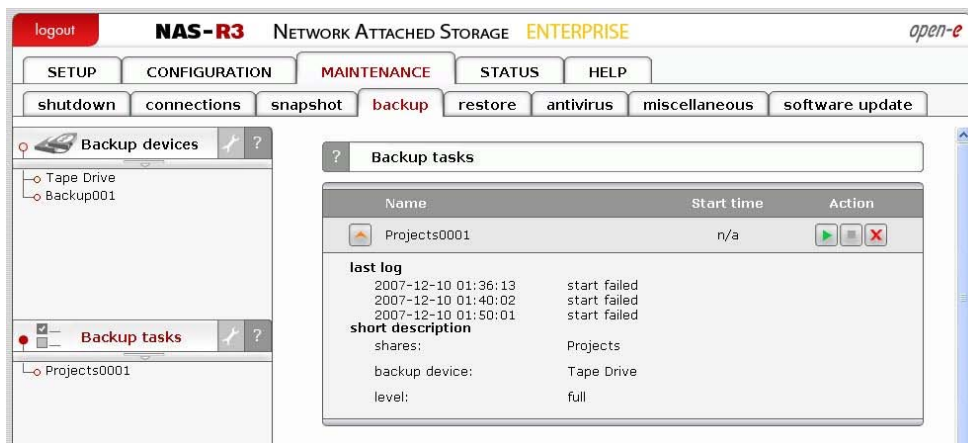 logout NAS-R3 NETWORK ATTACHED STORAGE ENTERPRISE open-e
SETUP CONFIGURATION MAINTENANCE STATUS HELP
shutdown connections snapshot backup restore antivirus miscellaneous software update
Backup devices ?
Tape Drive
Backup001
Backup tasks ?
Projects0001
? Backup tasks
Name Start time Action
Projects0001 n/a
last log
2007-12-10 01:36:13 start failed
2007-12-10 01:40:02 start failed
2007-12-10 01:50:01 start failed
short description
shares: Projects
backup device: Tape Drive
level: full